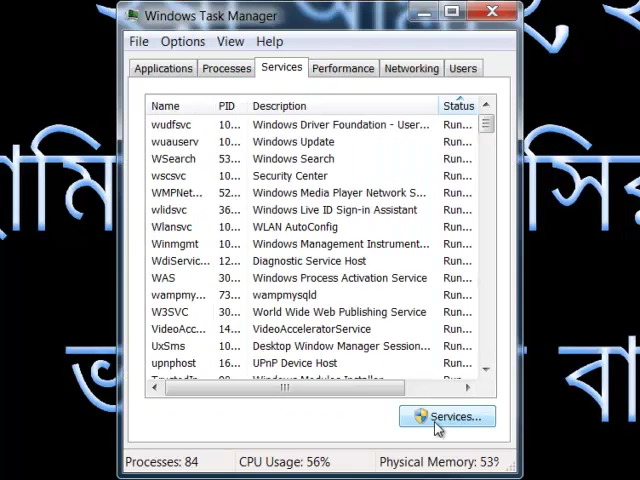 Windows Task Manager
File Options View Help
Applications Processes Services Performance Networking Users
Name PID Description Status
wudfsvc 10... Windows Driver Foundation - User... Run...
wuauserv 10... Windows Update Run...
WSearch 53... Windows Search Run...
wscsvc 10... Security Center Run...
WMPNet... 52... Windows Media Player Network S... Run...
wlidsvc 36... Windows Live ID Sign-in Assistant Run...
Wlansvc 10... WLAN AutoConfig Run...
Winmgmt 10... Windows Management Instrument... Run...
WdiServic... 12... Diagnostic Service Host Run...
WAS 30... Windows Process Activation Service Run...
wampmy... 73... wampmysqld Run...
W3SVC 30... World Wide Web Publishing Service Run...
VideoAcc... 14... VideoAcceleratorService Run...
UxSms 10... Desktop Window Manager Session... Run...
upnphost 16... UPnP Device Host Run...
Services...
Processes: 84 CPU Usage: 56% Physical Memory: 53%